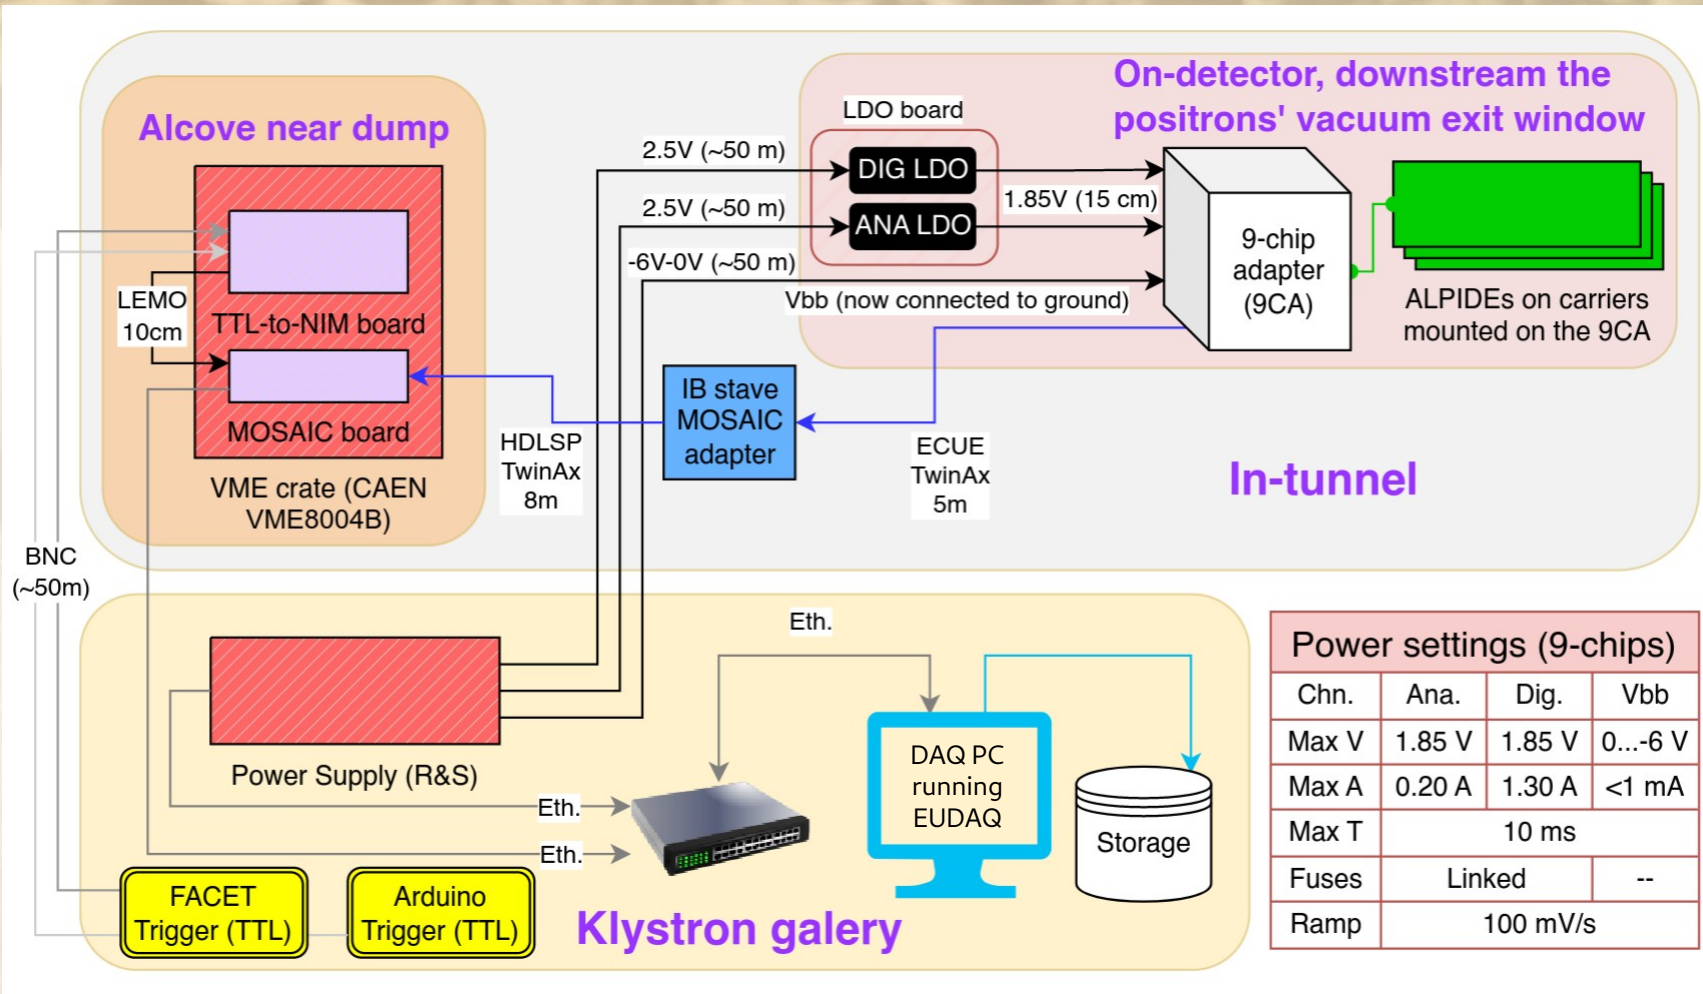 On-detector, downstream the
positrons' vacuum exit window
Alcove near dump
LDO board
2.5V (~50 m)
DIG LDO
2.5V (~50 m)
ANA LDO
1.85V (15 cm)
-6V-0V (~50 m)
Vbb (now connected to ground)
9-chip
adapter
(9CA)
ALPIDEs on carriers
mounted on the 9CA
LEMO
10cm
TTL-to-NIM board
MOSAIC board
VME crate (CAEN
VME8004B)
HDLSP
TwinAx
8m
IB stave
MOSAIC
adapter
ECUE
TwinAx
5m
In-tunnel
BNC
(~50m)
Eth.
Power Supply (R&S)
Eth.
Eth.
DAQ PC
running
EUDAQ
Storage
FACET
Trigger (TTL)
Arduino
Trigger (TTL)
Klystron galery
Power settings (9-chips)
Chn. Ana. Dig. Vbb
Max V 1.85 V 1.85 V 0...-6 V
Max A 0.20 A 1.30 A <1 mA
Max T 10 ms
Fuses Linked --
Ramp 100 mV/s